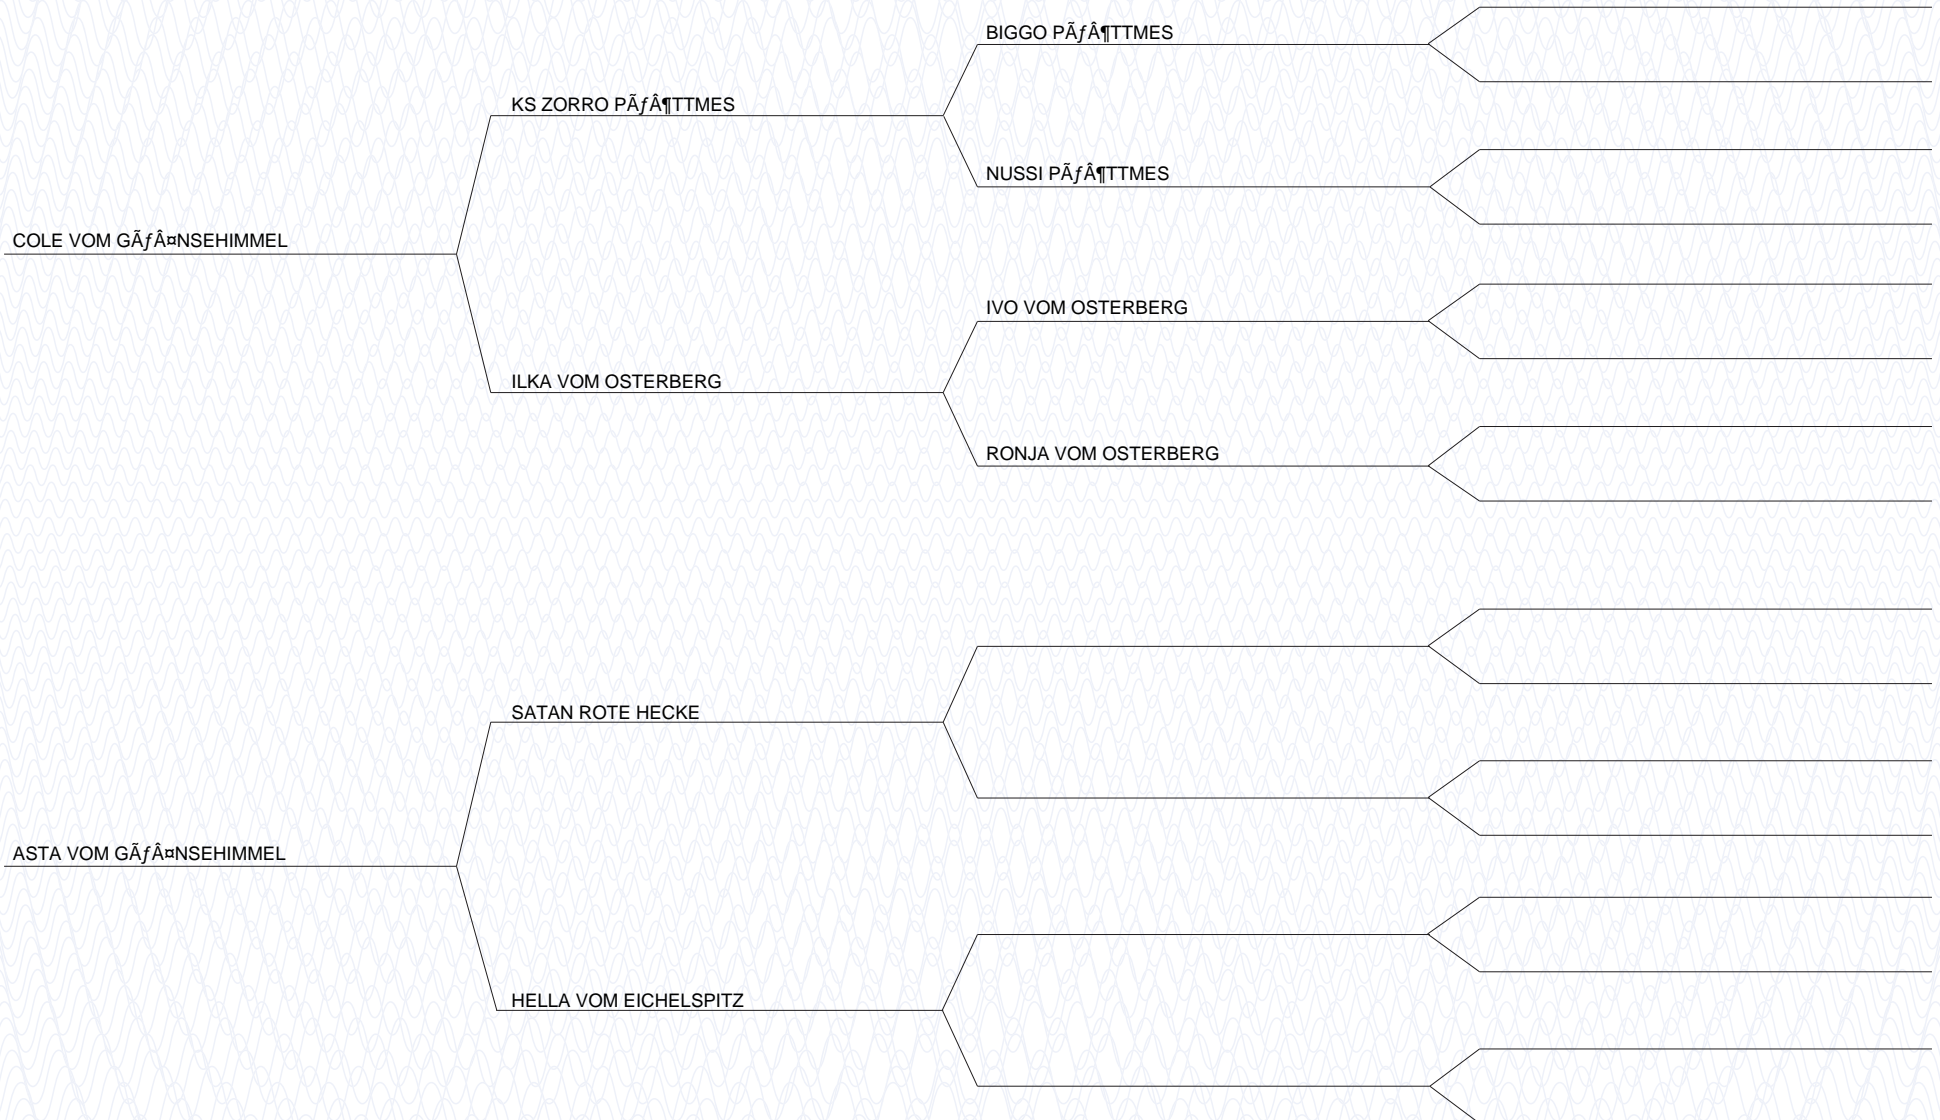 BIGGO PÃƒÂ¶TTMES
KS ZORRO PÃƒÂ¶TTMES
NUSSI PÃƒÂ¶TTMES
COLE VOM GÃƒÂ¤NSEHIMMEL
IVO VOM OSTERBERG
ILKA VOM OSTERBERG
RONJA VOM OSTERBERG
SATAN ROTE HECKE
ASTA VOM GÃƒÂ¤NSEHIMMEL
HELLA VOM EICHELSPITZ